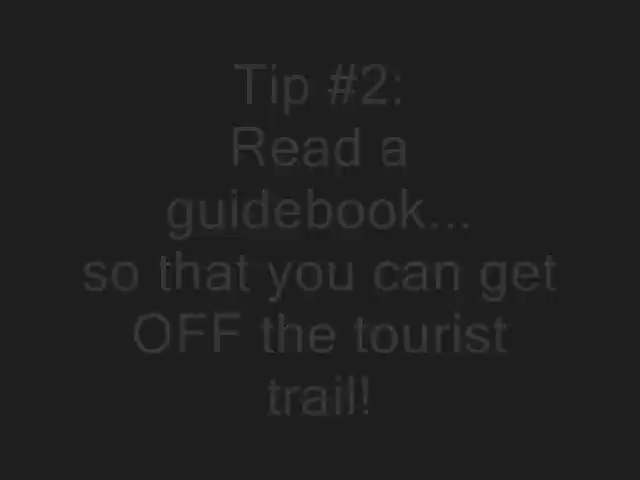 Tip #2:
Read a
guidebook...
so that you can get
OFF the tourist
trail!